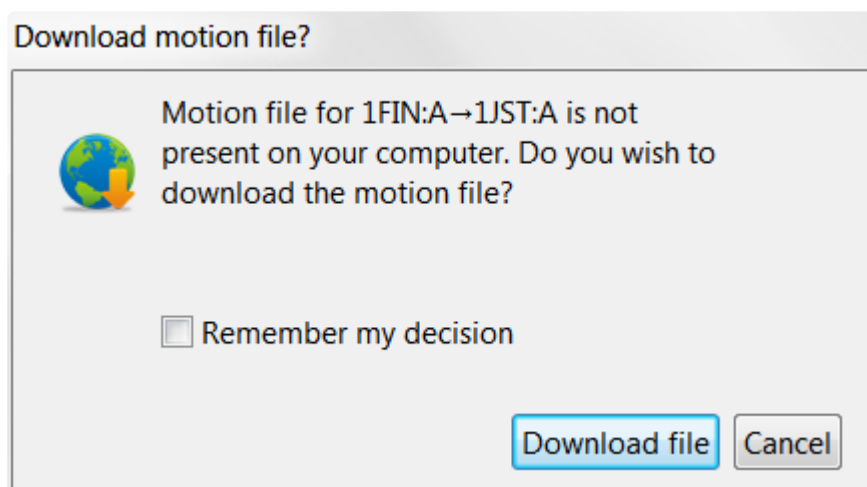 Download motion file?
Motion file for 1FIN:A→1JST:A is not
present on your computer. Do you wish to
download the motion file?
Remember my decision
Download file Cancel